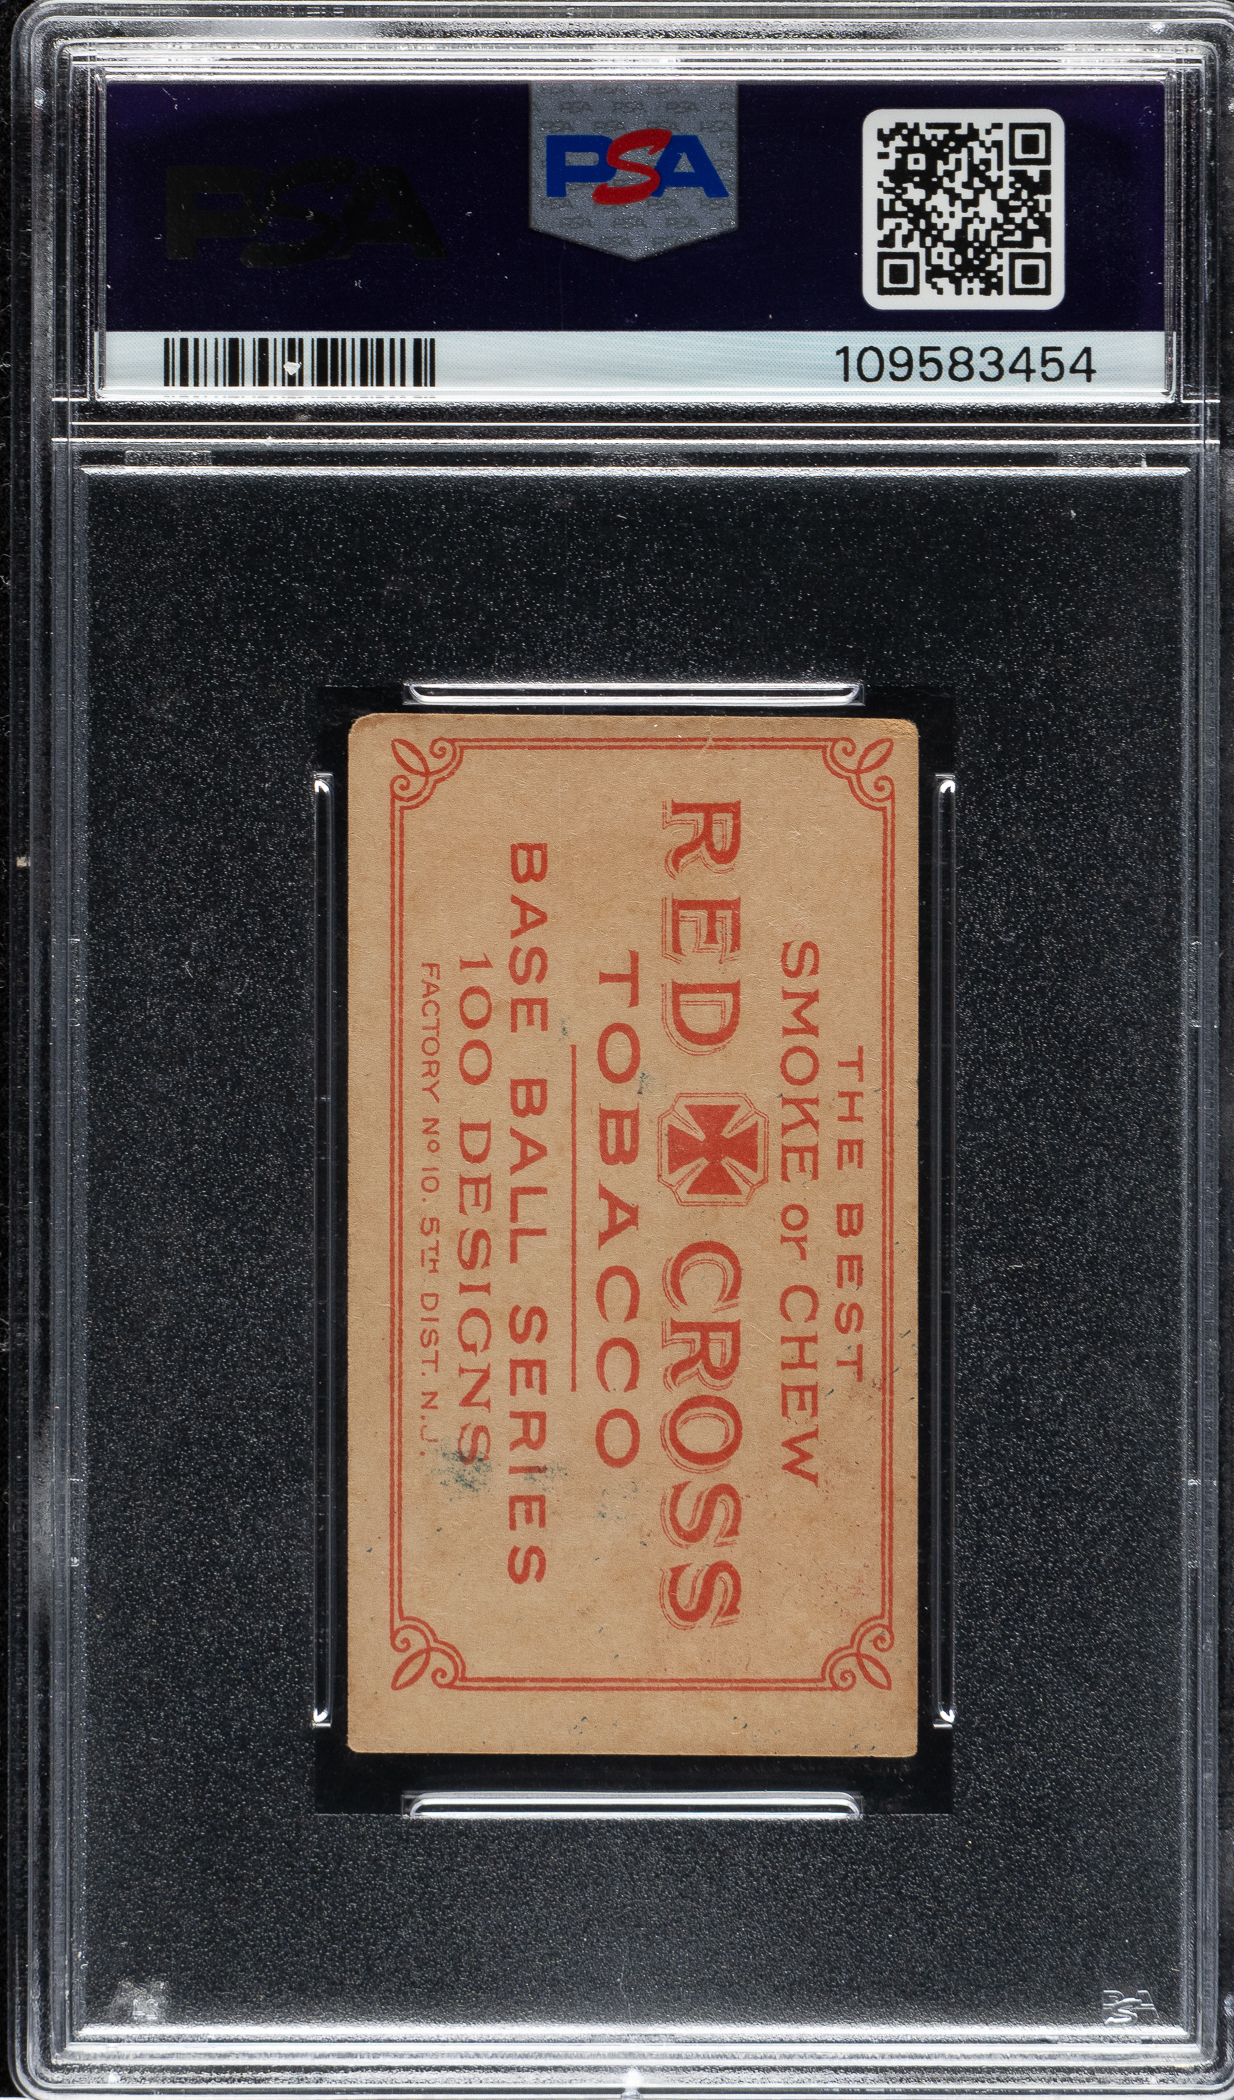 PSA
PSA
109583454
THE BEST
SMOKE or CHEW
RED CROSS
TOBACCO
BASE BALL SERIES
100 DESIGNS
FACTORY No 10. 5TH DIST. N.J.
PSA